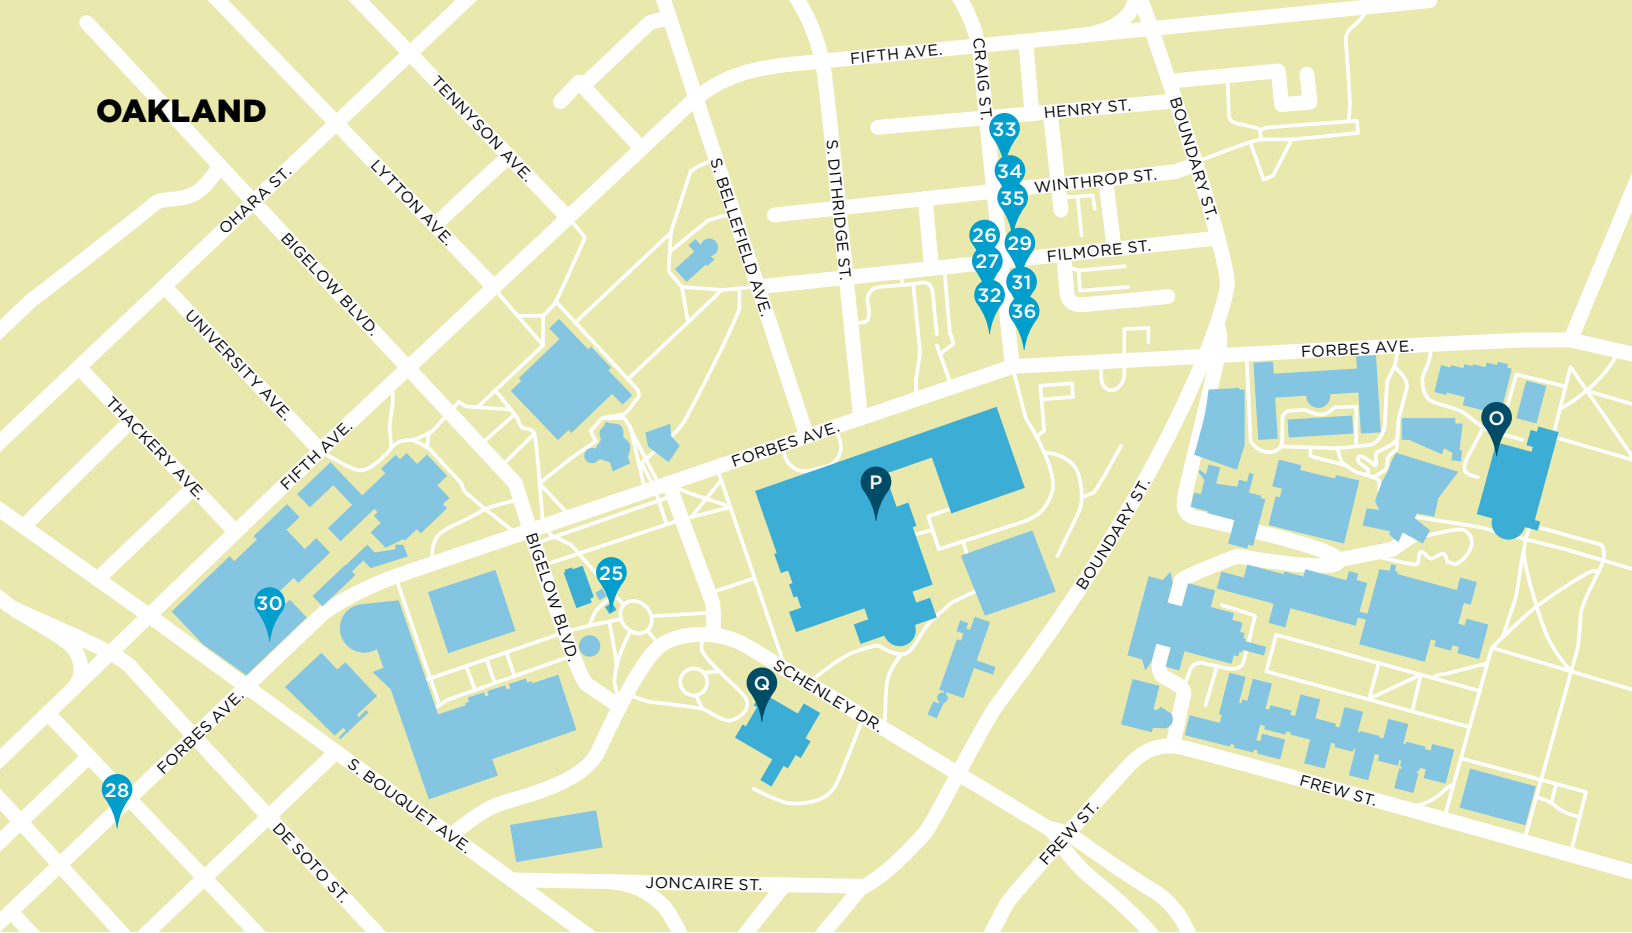 OAKLAND
FIFTH AVE.
CRAIG ST.
HENRY ST.
BOUNDARY ST.
TENNYSON AVE.
LYTTON AVE.
OHARA ST.
BIGELOW BLVD.
S. BELLEFIELD AVE.
S. DITHRIDGE ST.
WINTHROP ST.
FILMORE ST.
33
34
35
26
29
27
31
32
36
UNIVERSITY AVE.
THACKERY AVE.
FIFTH AVE.
FORBES AVE.
FORBES AVE.
O
P
BOUNDARY ST.
BIGELOW BLVD.
25
30
Q
SCHENLEY DR.
FORBES AVE.
28
S. BOUQUET AVE.
DE SOTO ST.
JONCAIRE ST.
FREW ST.
FREW ST.